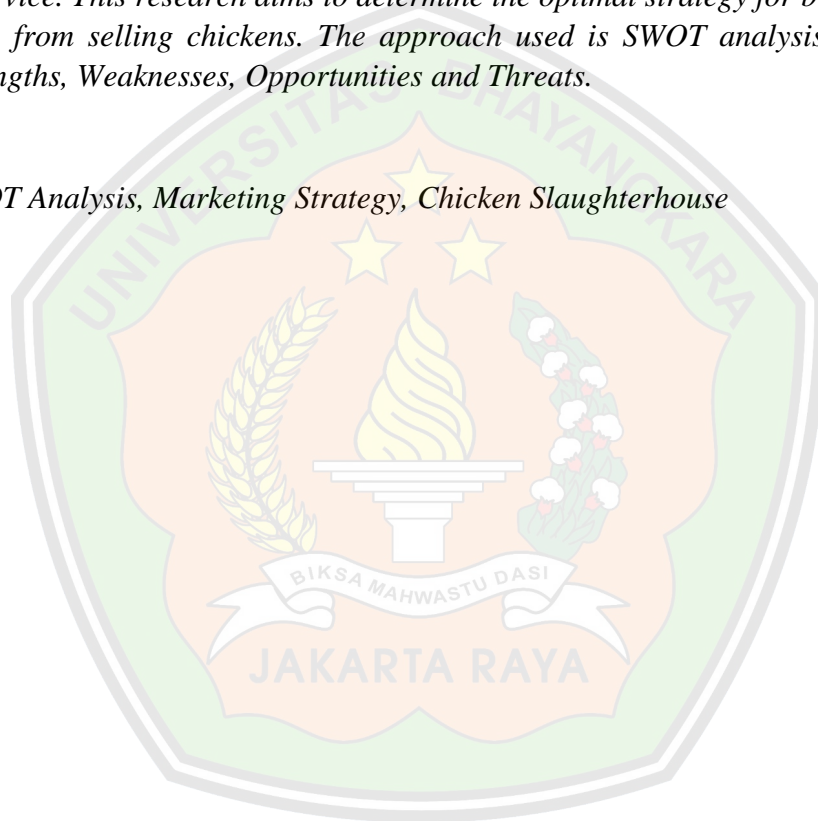 vice. This research aims to determine the optimal strategy for b
from selling chickens. The approach used is SWOT analysis
ngths, Weaknesses, Opportunities and Threats.
OT Analysis, Marketing Strategy, Chicken Slaughterhouse
UNIVERSITAS BHAYANGKARA
BIKSA MAHWASTU DASI
JAKARTA RAYA